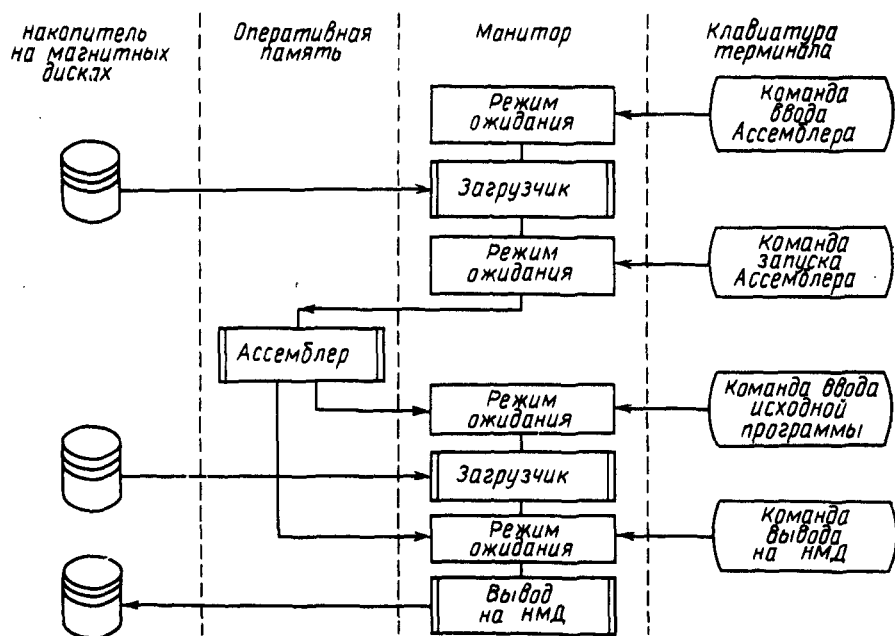 Накопитель
на магнитных
дисках
Оперативная
память
Монитор
Клавиатура
терминала
Режим
ожидания
Команда
ввода
Ассемблера
Загрузчик
Режим
ожидания
Команда
запуска
Ассемблера
Ассемблер
Режим
ожидания
Команда ввода
исходной
программы
Загрузчик
Режим
ожидания
Команда
вывода
на НМД
Вывод
на НМД